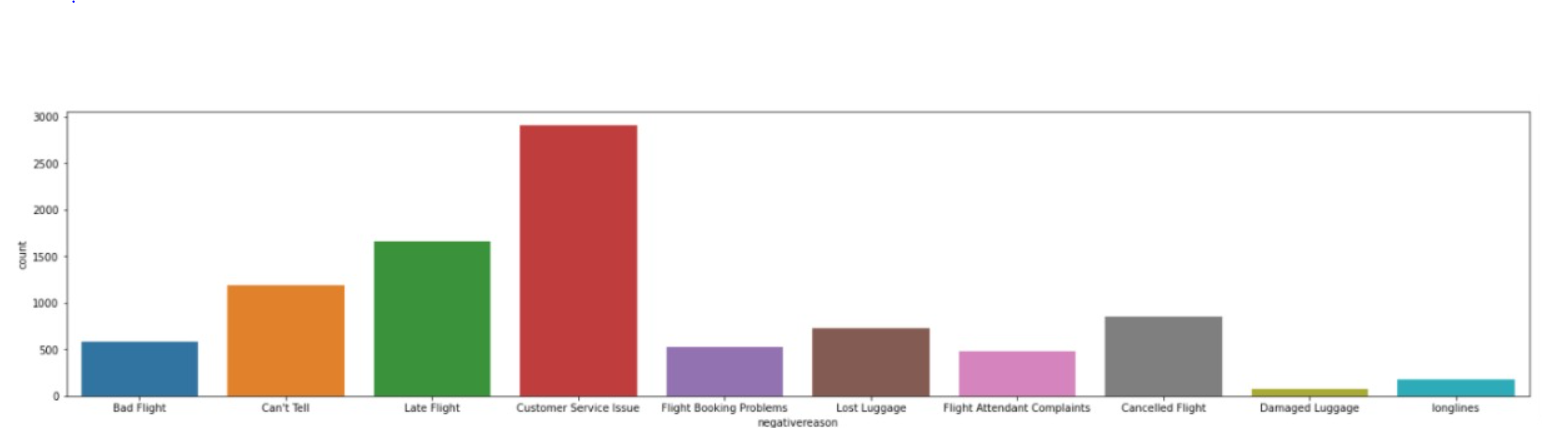 3000
2500
2000
1500
1000
500
0
count
Bad Flight
Can't Tell
Late Flight
Customer Service Issue
Flight Booking Problems
Lost Luggage
Flight Attendant Complaints
Cancelled Flight
Damaged Luggage
longlines
negativereason